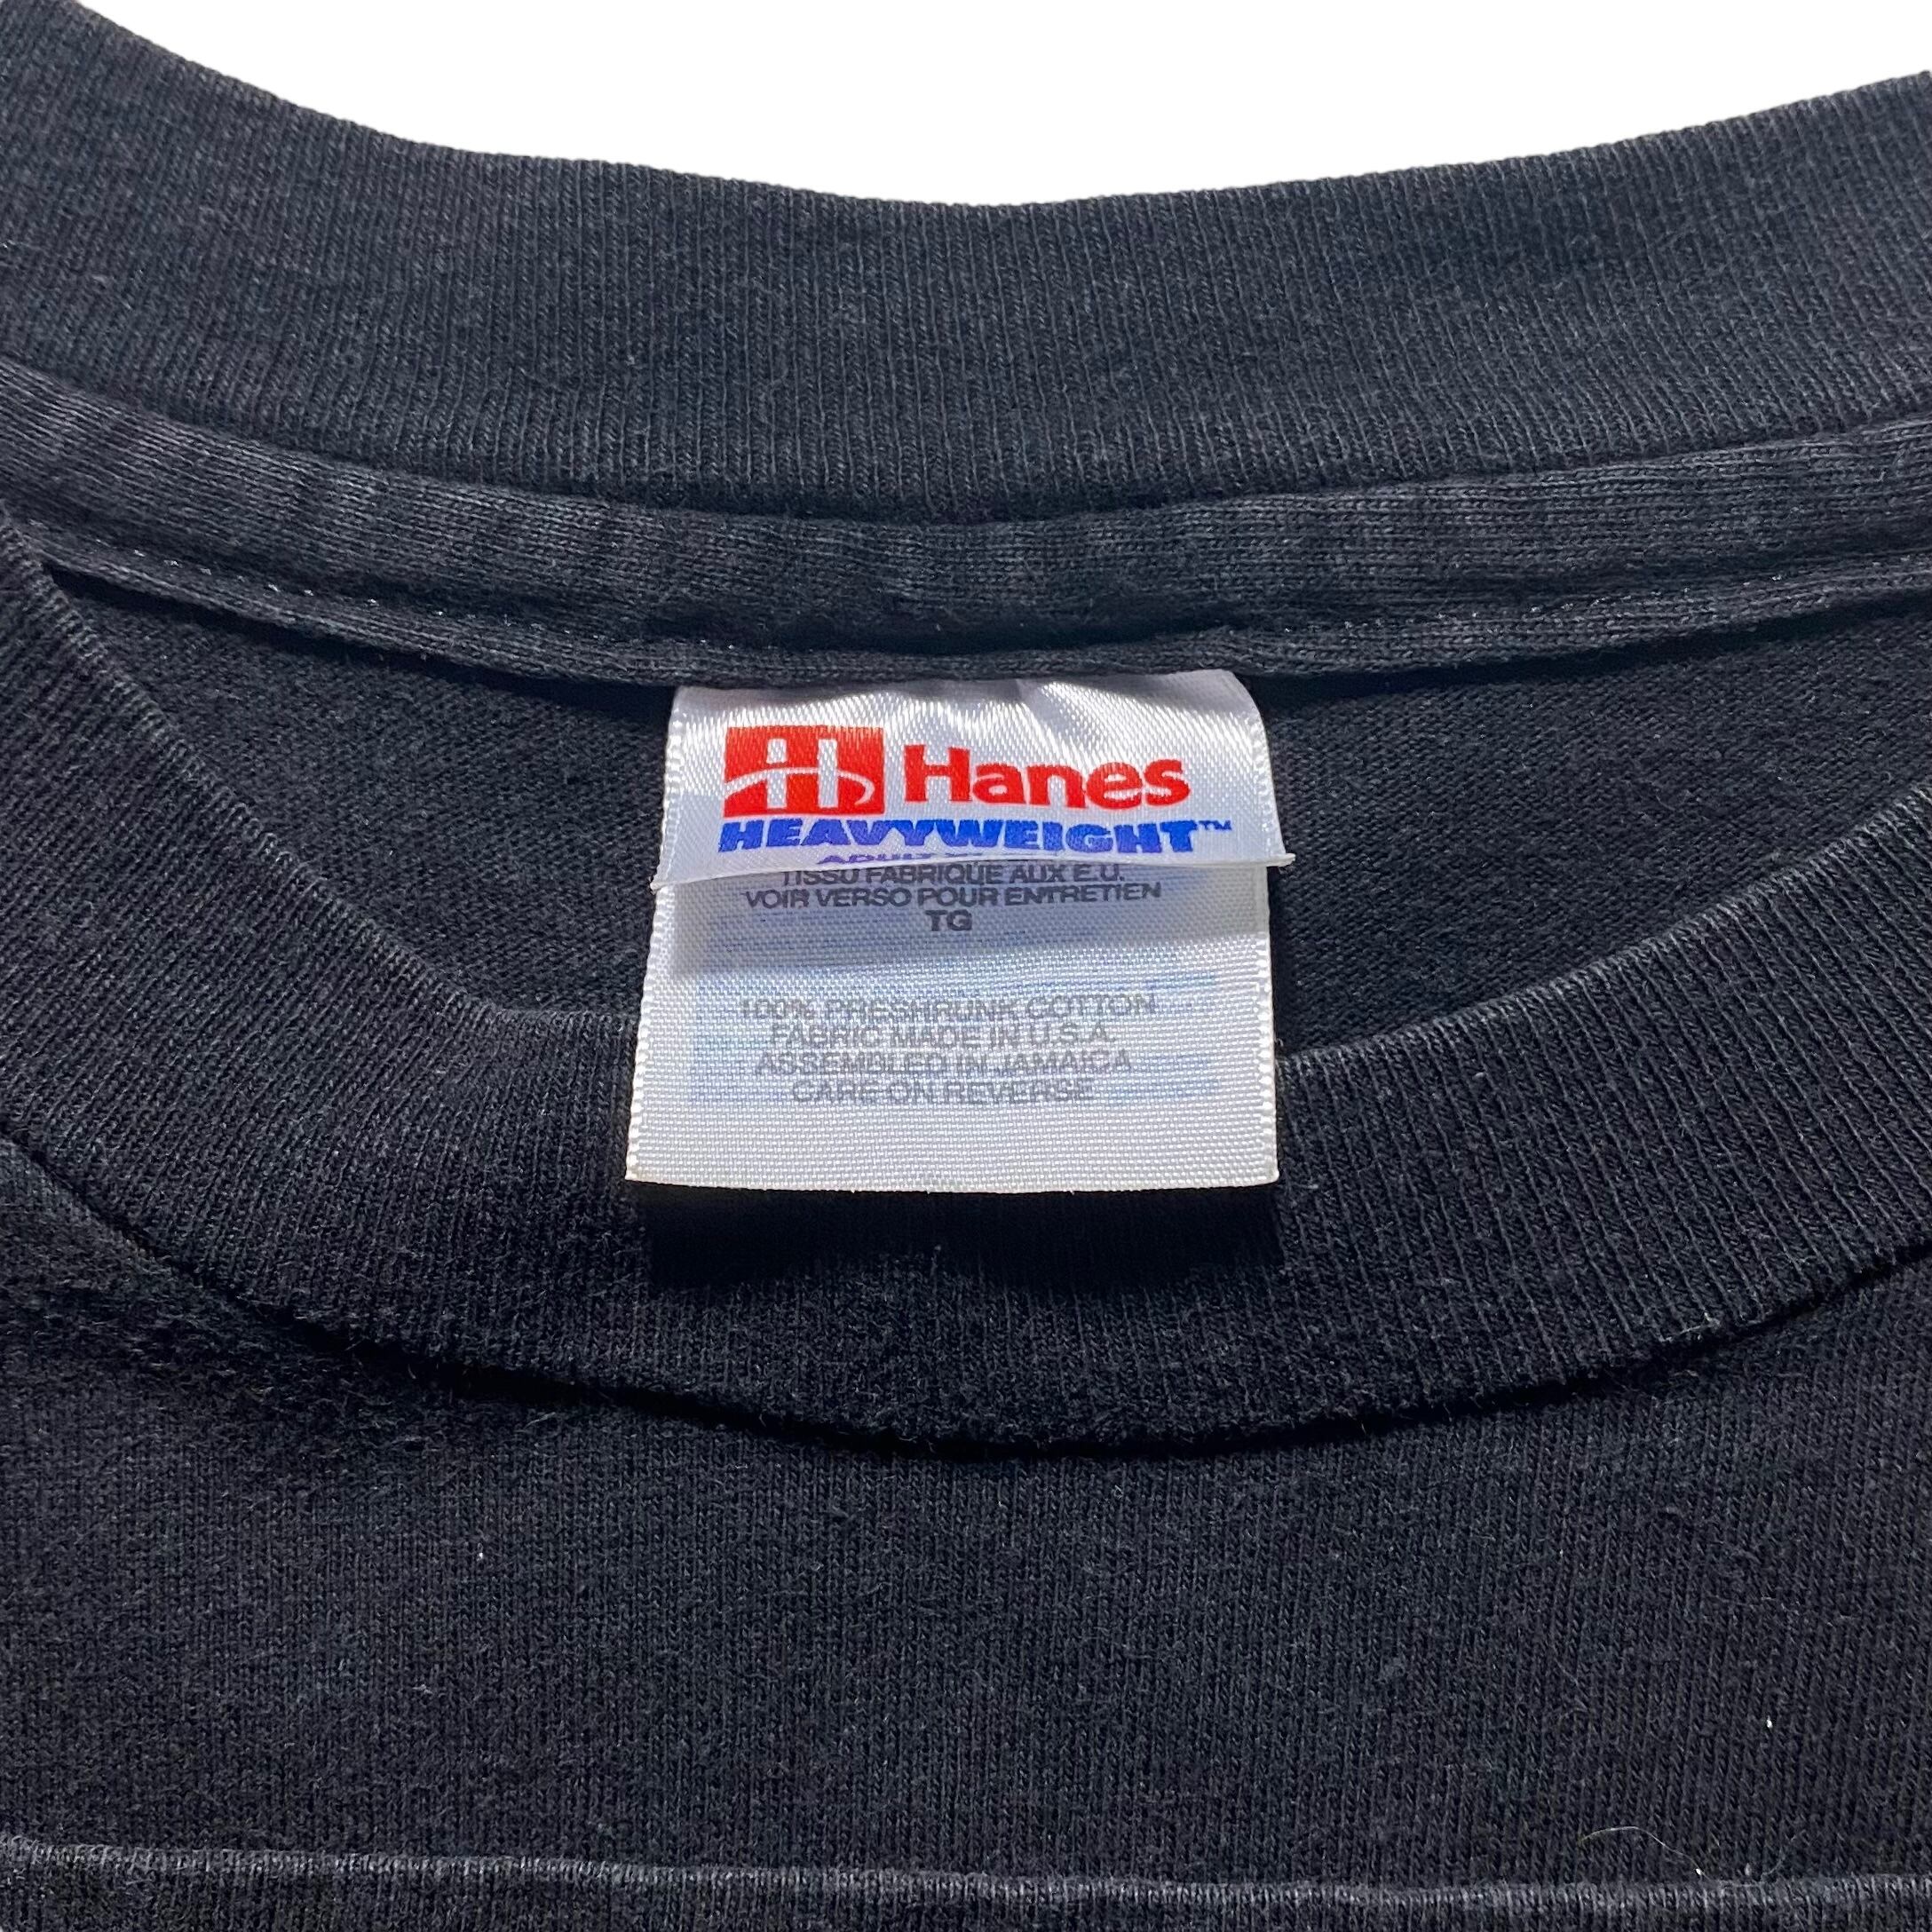 Hanes
HEAVYWEIGHT™
ADULT
TISSU FABRIQUE AUX E.U.
VOIR VERSO POUR ENTRETIEN
TG
100% PRESHRUNK COTTON
FABRIC MADE IN U.S.A.
ASSEMBLED IN JAMAICA
CARE ON REVERSE